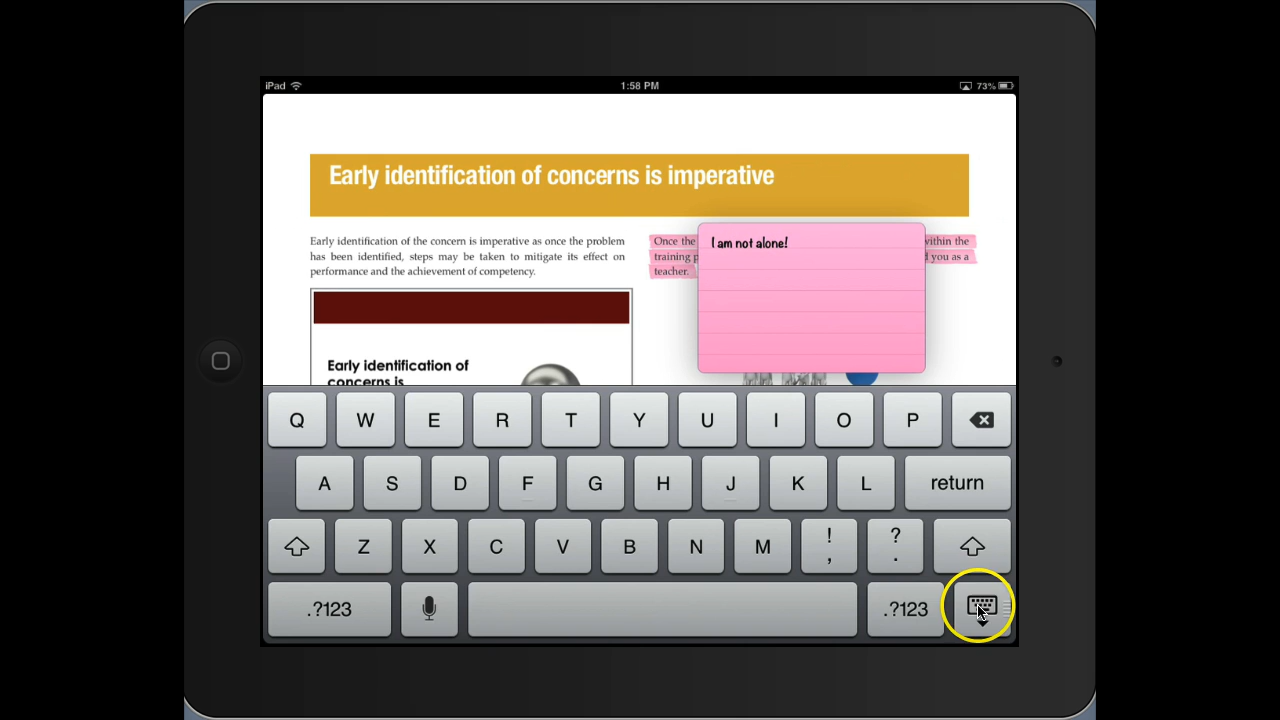 iPad
1:58 PM
73%
Early identification of concerns is imperative
Early identification of the concern is imperative as once the problem
has been identified, steps may be taken to mitigate its effect on
performance and the achievement of competency.
Once the
within the
training
you as a
teacher.
I am not alone!
Early identification of
concerns is
Q W E R T Y U I O P
A S D F G H J K L return
Z X C V B N M ! , ? .
.?123 .?123